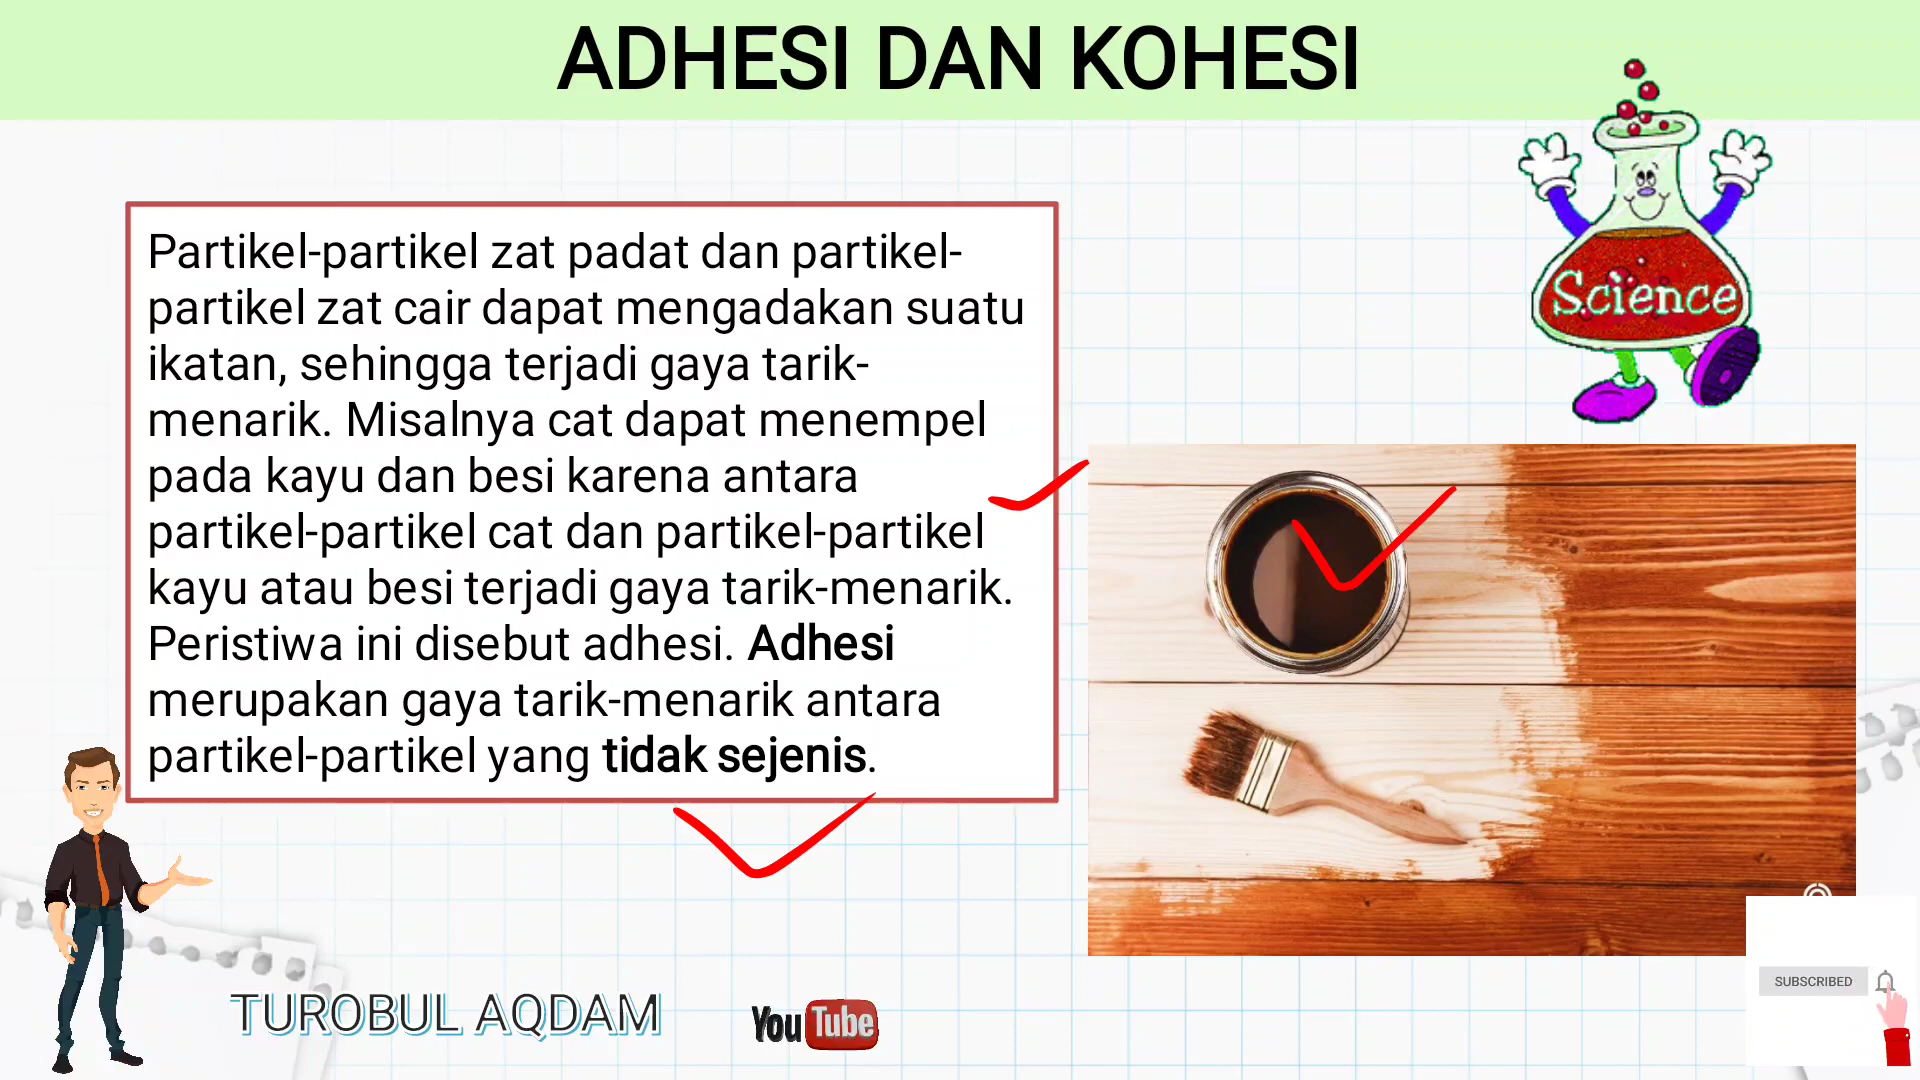 ADHESI DAN KOHESI
Science
Partikel-partikel zat padat dan partikel-
partikel zat cair dapat mengadakan suatu
ikatan, sehingga terjadi gaya tarik-
menarik. Misalnya cat dapat menempel
pada kayu dan besi karena antara
partikel-partikel cat dan partikel-partikel
kayu atau besi terjadi gaya tarik-menarik.
Peristiwa ini disebut adhesi. Adhesi
merupakan gaya tarik-menarik antara
partikel-partikel yang tidak sejenis.
SUBSCRIBED
TUROBUL AQDAM
YouTube